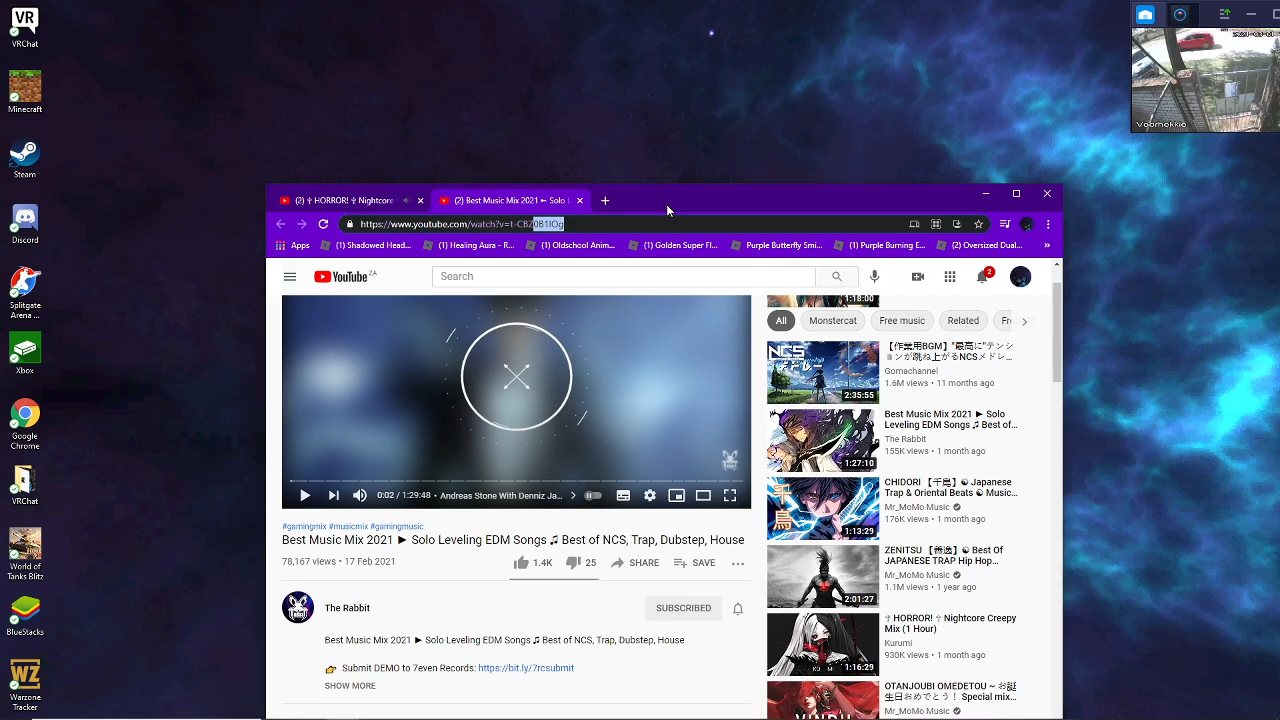 VRChat
Minecraft
Steam
Discord
Splitgate
Arena ...
Xbox
Google
Chrome
VRChat
World of
Tanks Blitz
BlueStacks
Warzone
Tracker
Voomokkie
(2) 🕆 HORROR! 🕆 Nightcore
(2) Best Music Mix 2021 ➵ Solo L
https://www.youtube.com/watch?v=t-CBZ0B1IOg
Apps
(1) Shadowed Head...
(1) Healing Aura - R...
(1) Oldschool Anim...
(1) Golden Super Fl...
Purple Butterfly Smi...
(1) Purple Burning E...
(2) Oversized Dual...
»
YouTube ZA
Search
2
1:18:00
All
Monstercat
Free music
Related
0:02 / 1:29:48 • Andreas Stone With Denniz Ja...
#gamingmix #musicmix #gamingmusic
Best Music Mix 2021 ► Solo Leveling EDM Songs ♫ Best of NCS, Trap, Dubstep, House
78,167 views • 17 Feb 2021
1.4K
25
SHARE
SAVE
The Rabbit
SUBSCRIBED
Best Music Mix 2021 ► Solo Leveling EDM Songs ♫ Best of NCS, Trap, Dubstep, House
👉 Submit DEMO to 7even Records: https://bit.ly/7rcsubmit
SHOW MORE
NCS
2:35:55
【作業用BGM】"最高に"テンシ
ョンが跳ね上がるNCSメドレ...
Gomachannel
1.6M views • 11 months ago
1:27:10
Best Music Mix 2021 ► Solo
Leveling EDM Songs ♫ Best of...
The Rabbit
155K views • 1 month ago
千鳥
1:13:29
CHIDORI 【千鳥】 ☯ Japanese
Trap & Oriental Beats ☯ Music...
Mr_MoMo Music
176K views • 1 month ago
2:01:27
ZENITSU 【善逸】 ☯ Best Of
JAPANESE TRAP Hip Hop...
Mr_MoMo Music
1.1M views • 1 year ago
1:16:29
🕆 HORROR! 🕆 Nightcore Creepy
Mix (1 Hour)
Kurumi
930K views • 1 month ago
OTANJOUBI OMEDETOU ~ お誕
生日おめでとう！ Special mix...
Mr_MoMo Music